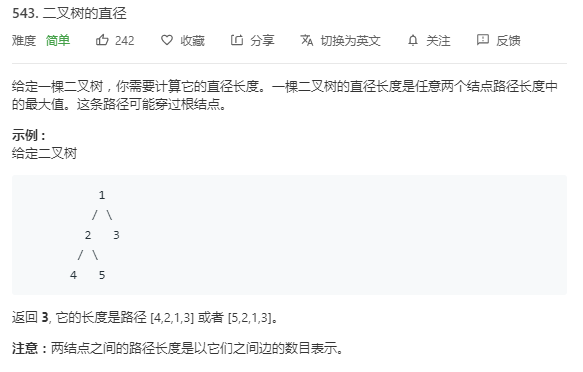 543. 二叉树的直径
难度 简单 242 收藏 分享 切换为英文 关注 反馈
给定一棵二叉树，你需要计算它的直径长度。一棵二叉树的直径长度是任意两个结点路径长度中
的最大值。这条路径可能穿过根结点。
示例：
给定二叉树
1
/ \
2 3
/ \
4 5
返回 3, 它的长度是路径 [4,2,1,3] 或者 [5,2,1,3]。
注意：两结点之间的路径长度是以它们之间边的数目表示。